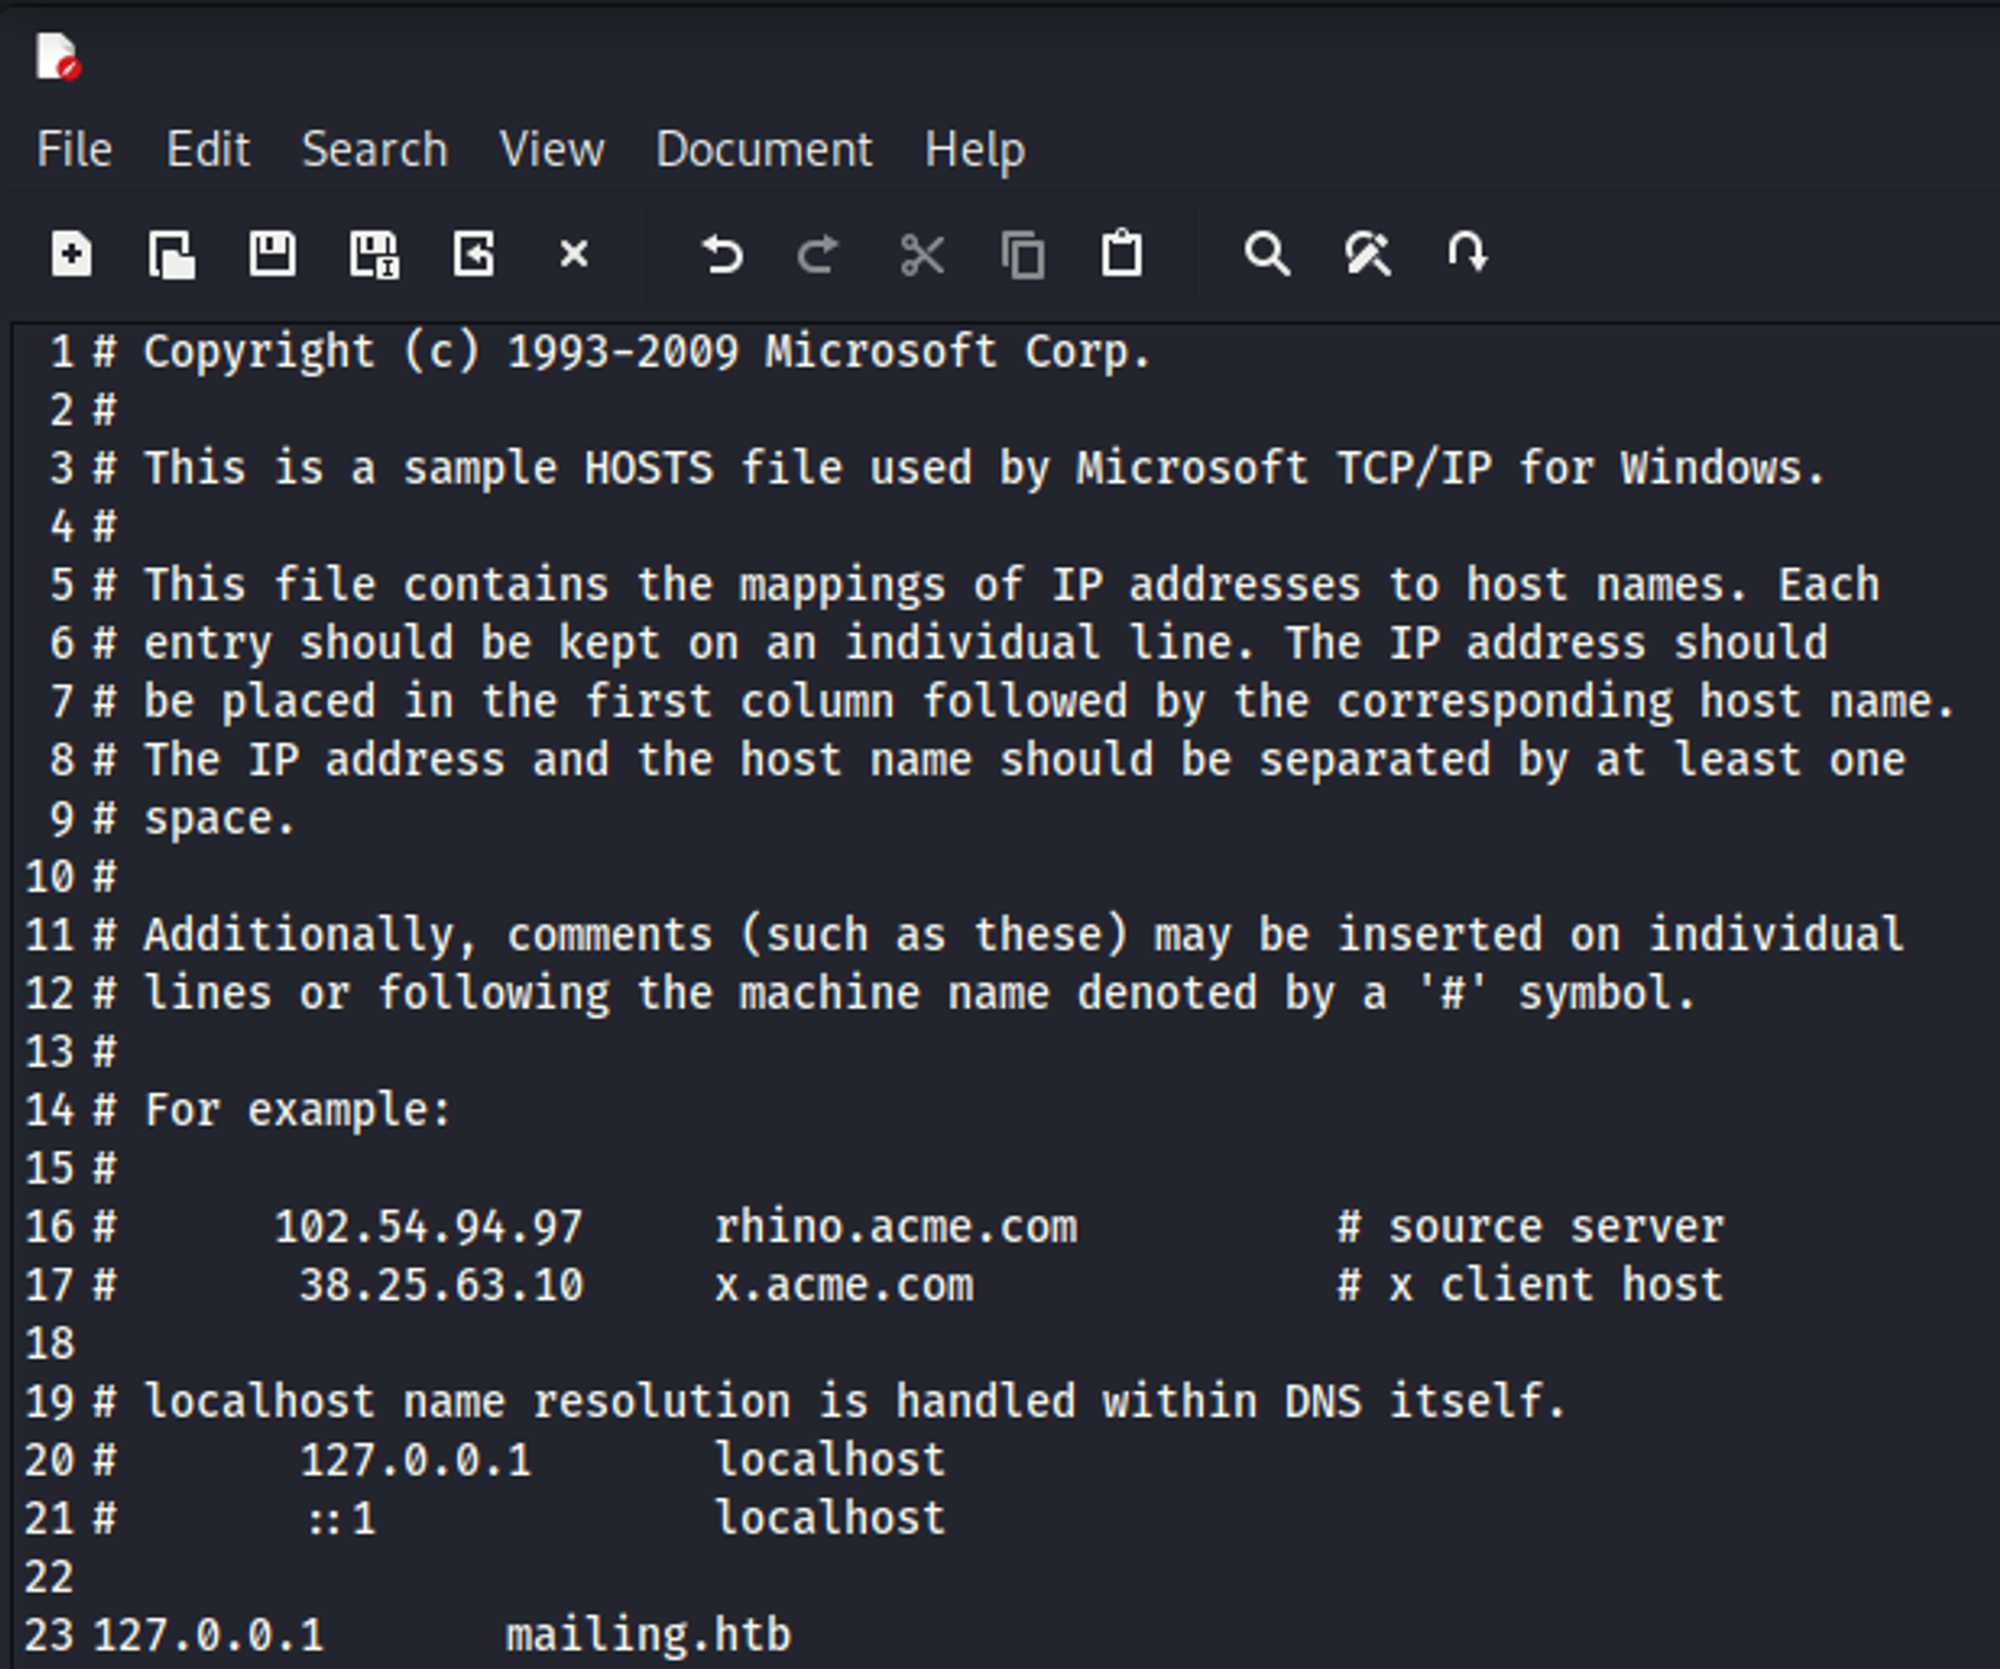 File Edit Search View Document Help
1 # Copyright (c) 1993-2009 Microsoft Corp.
2 #
3 # This is a sample HOSTS file used by Microsoft TCP/IP for Windows.
4 #
5 # This file contains the mappings of IP addresses to host names. Each
6 # entry should be kept on an individual line. The IP address should
7 # be placed in the first column followed by the corresponding host name.
8 # The IP address and the host name should be separated by at least one
9 # space.
10 #
11 # Additionally, comments (such as these) may be inserted on individual
12 # lines or following the machine name denoted by a '#' symbol.
13 #
14 # For example:
15 #
16 #      102.54.94.97     rhino.acme.com          # source server
17 #       38.25.63.10     x.acme.com              # x client host
18
19 # localhost name resolution is handled within DNS itself.
20 #       127.0.0.1       localhost
21 #       ::1             localhost
22
23 127.0.0.1       mailing.htb